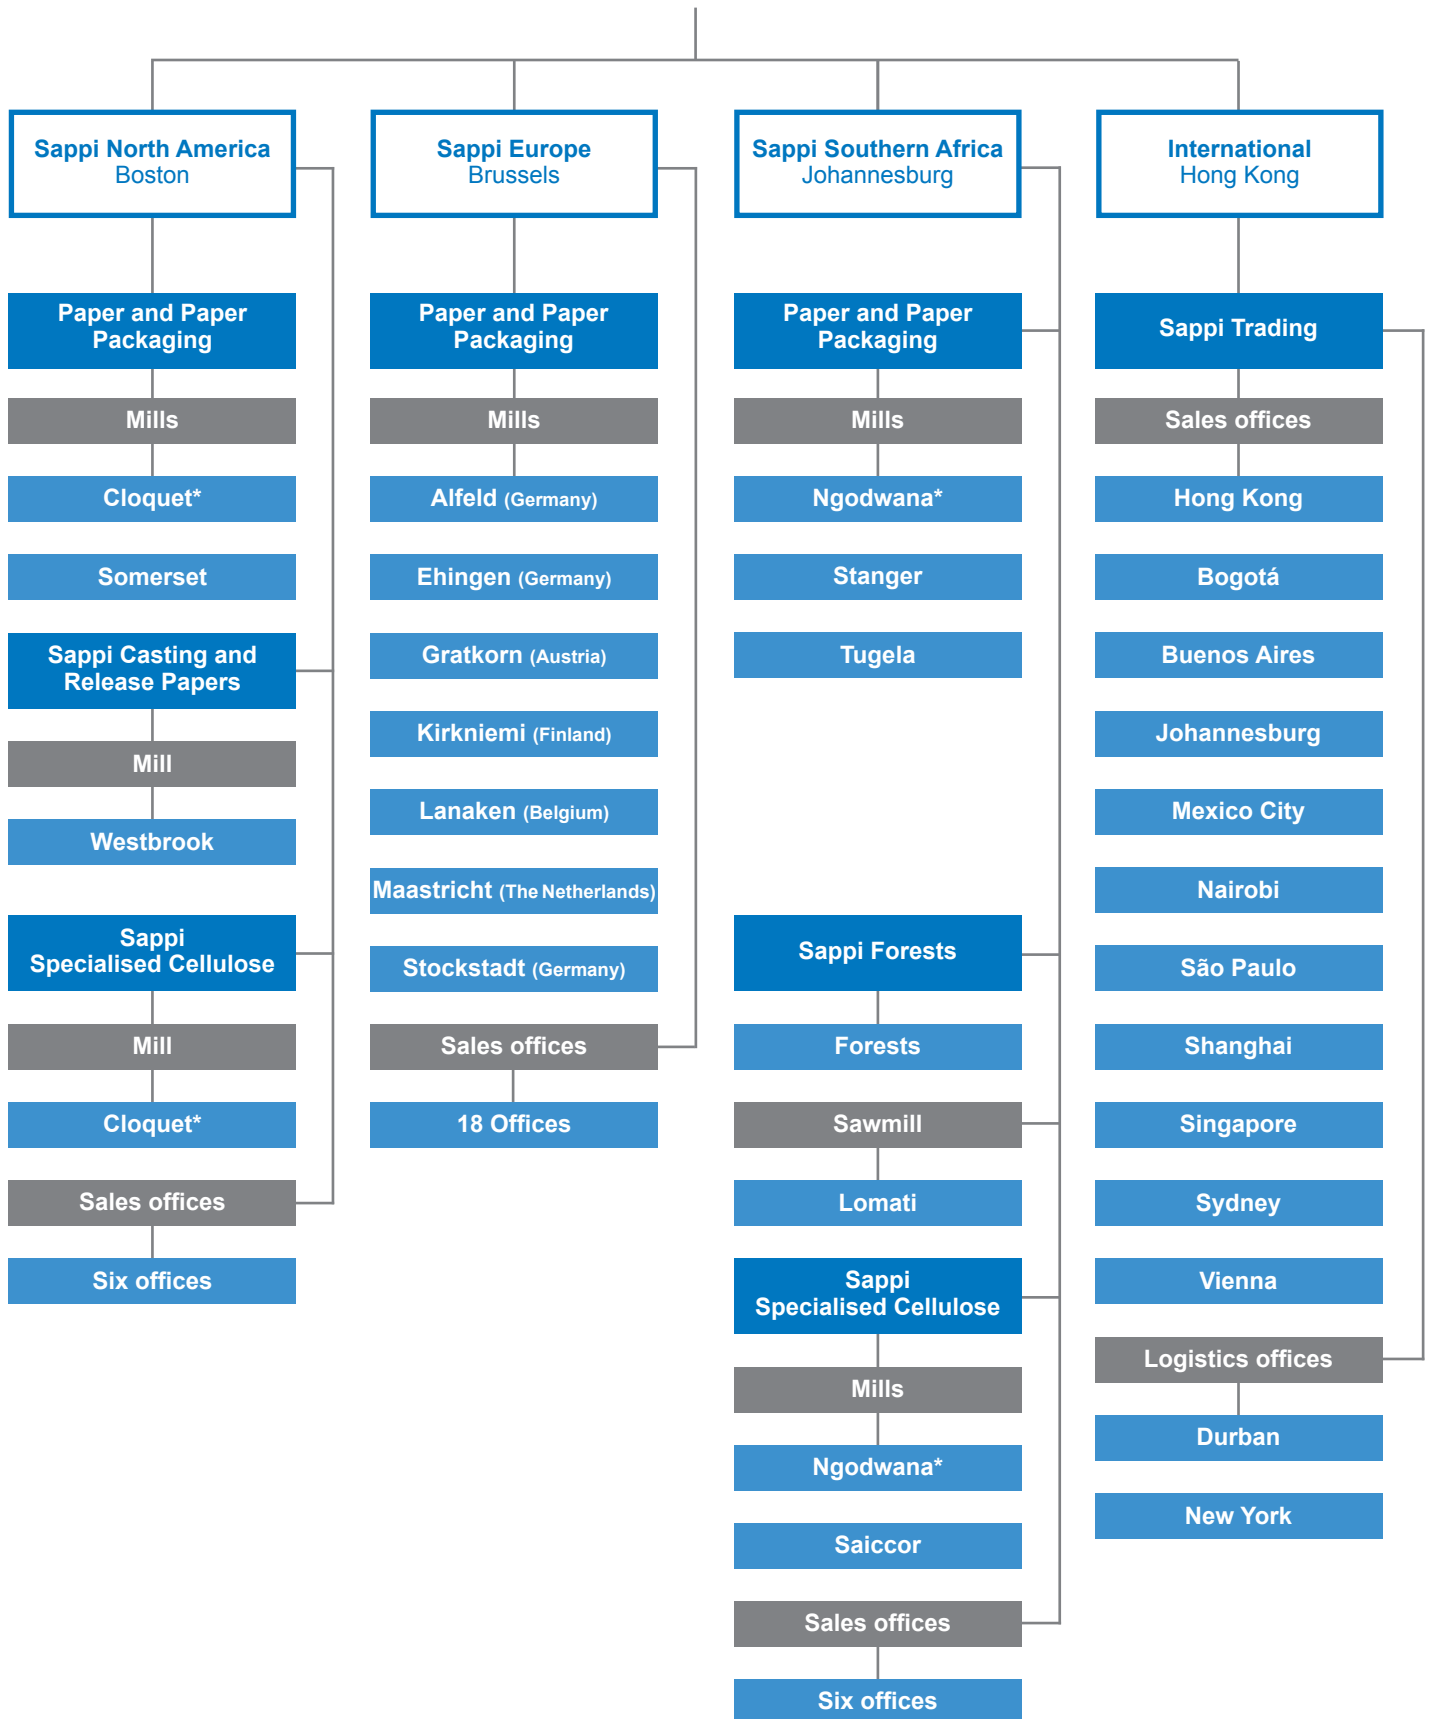 Sappi North America
Boston
Paper and Paper
Packaging
Mills
Cloquet*
Somerset
Sappi Casting and
Release Papers
Mill
Westbrook
Sappi
Specialised Cellulose
Mill
Cloquet*
Sales offices
Six offices
Sappi Europe
Brussels
Paper and Paper
Packaging
Mills
Alfeld (Germany)
Ehingen (Germany)
Gratkorn (Austria)
Kirkniemi (Finland)
Lanaken (Belgium)
Maastricht (The Netherlands)
Stockstadt (Germany)
Sales offices
18 Offices
Sappi Southern Africa
Johannesburg
Paper and Paper
Packaging
Mills
Ngodwana*
Stanger
Tugela
Sappi Forests
Forests
Sawmill
Lomati
Sappi
Specialised Cellulose
Mills
Ngodwana*
Saiccor
Sales offices
Six offices
International
Hong Kong
Sappi Trading
Sales offices
Hong Kong
Bogotá
Buenos Aires
Johannesburg
Mexico City
Nairobi
São Paulo
Shanghai
Singapore
Sydney
Vienna
Logistics offices
Durban
New York